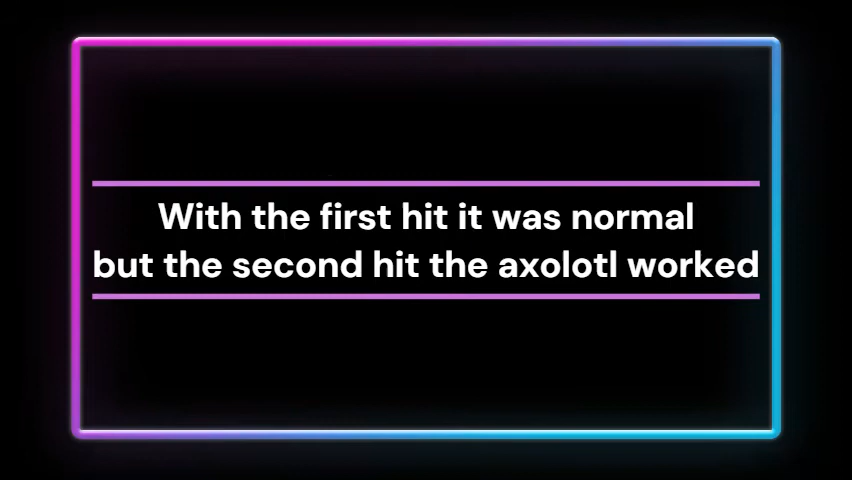 With the first hit it was normal
but the second hit the axolotl worked